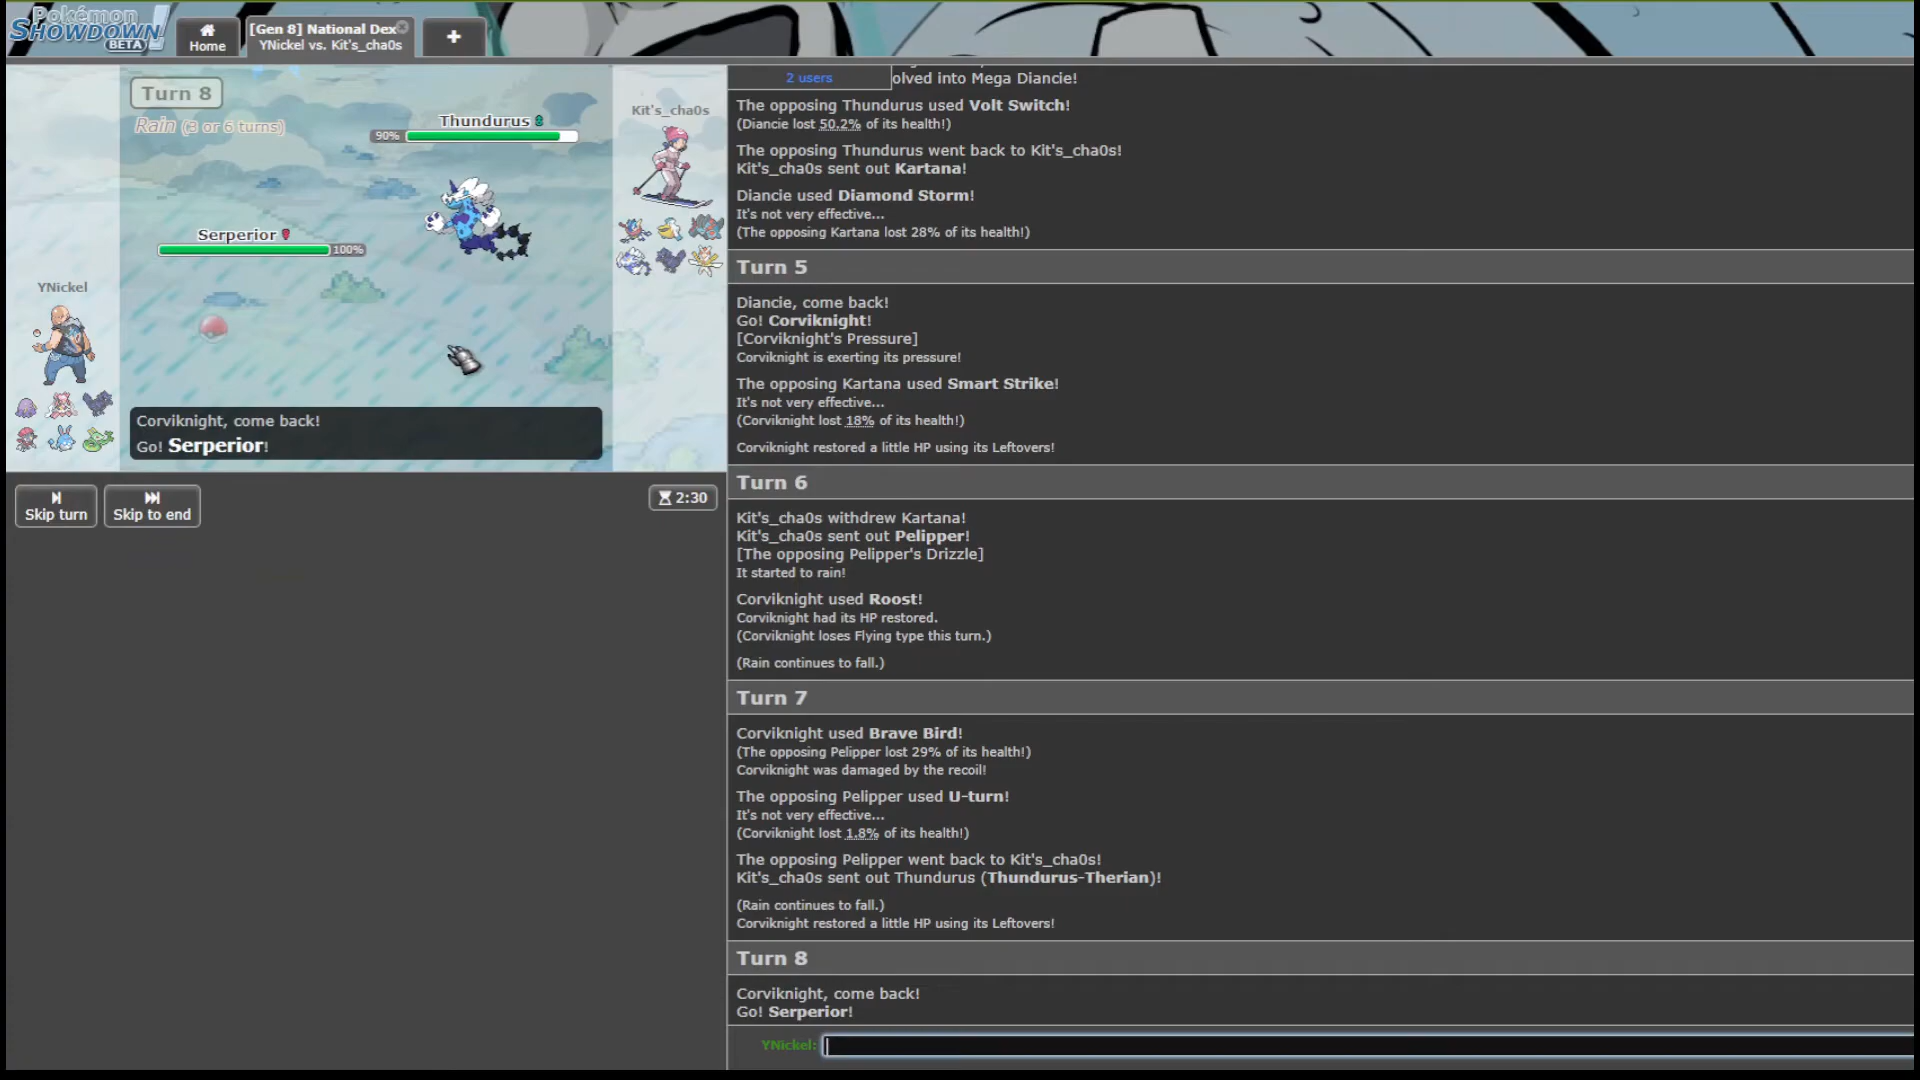 Pokémon
SHOWDOWN!
BETA
Home
[Gen 8] National Dex
YNickel vs. Kit's_cha0s
+
Turn 8
Rain (3 or 6 turns)
Thundurus
90%
Serperior
100%
Kit's_cha0s
YNickel
Corviknight, come back!
Go! Serperior!
Skip turn
Skip to end
2:30
2 users
olved into Mega Diancie!
The opposing Thundurus used Volt Switch!
(Diancie lost 50.2% of its health!)
The opposing Thundurus went back to Kit's_cha0s!
Kit's_cha0s sent out Kartana!
Diancie used Diamond Storm!
It's not very effective...
(The opposing Kartana lost 28% of its health!)
Turn 5
Diancie, come back!
Go! Corviknight!
[Corviknight's Pressure]
Corviknight is exerting its pressure!
The opposing Kartana used Smart Strike!
It's not very effective...
(Corviknight lost 18% of its health!)
Corviknight restored a little HP using its Leftovers!
Turn 6
Kit's_cha0s withdrew Kartana!
Kit's_cha0s sent out Pelipper!
[The opposing Pelipper's Drizzle]
It started to rain!
Corviknight used Roost!
Corviknight had its HP restored.
(Corviknight loses Flying type this turn.)
(Rain continues to fall.)
Turn 7
Corviknight used Brave Bird!
(The opposing Pelipper lost 29% of its health!)
Corviknight was damaged by the recoil!
The opposing Pelipper used U-turn!
It's not very effective...
(Corviknight lost 1.8% of its health!)
The opposing Pelipper went back to Kit's_cha0s!
Kit's_cha0s sent out Thundurus (Thundurus-Therian)!
(Rain continues to fall.)
Corviknight restored a little HP using its Leftovers!
Turn 8
Corviknight, come back!
Go! Serperior!
YNickel: